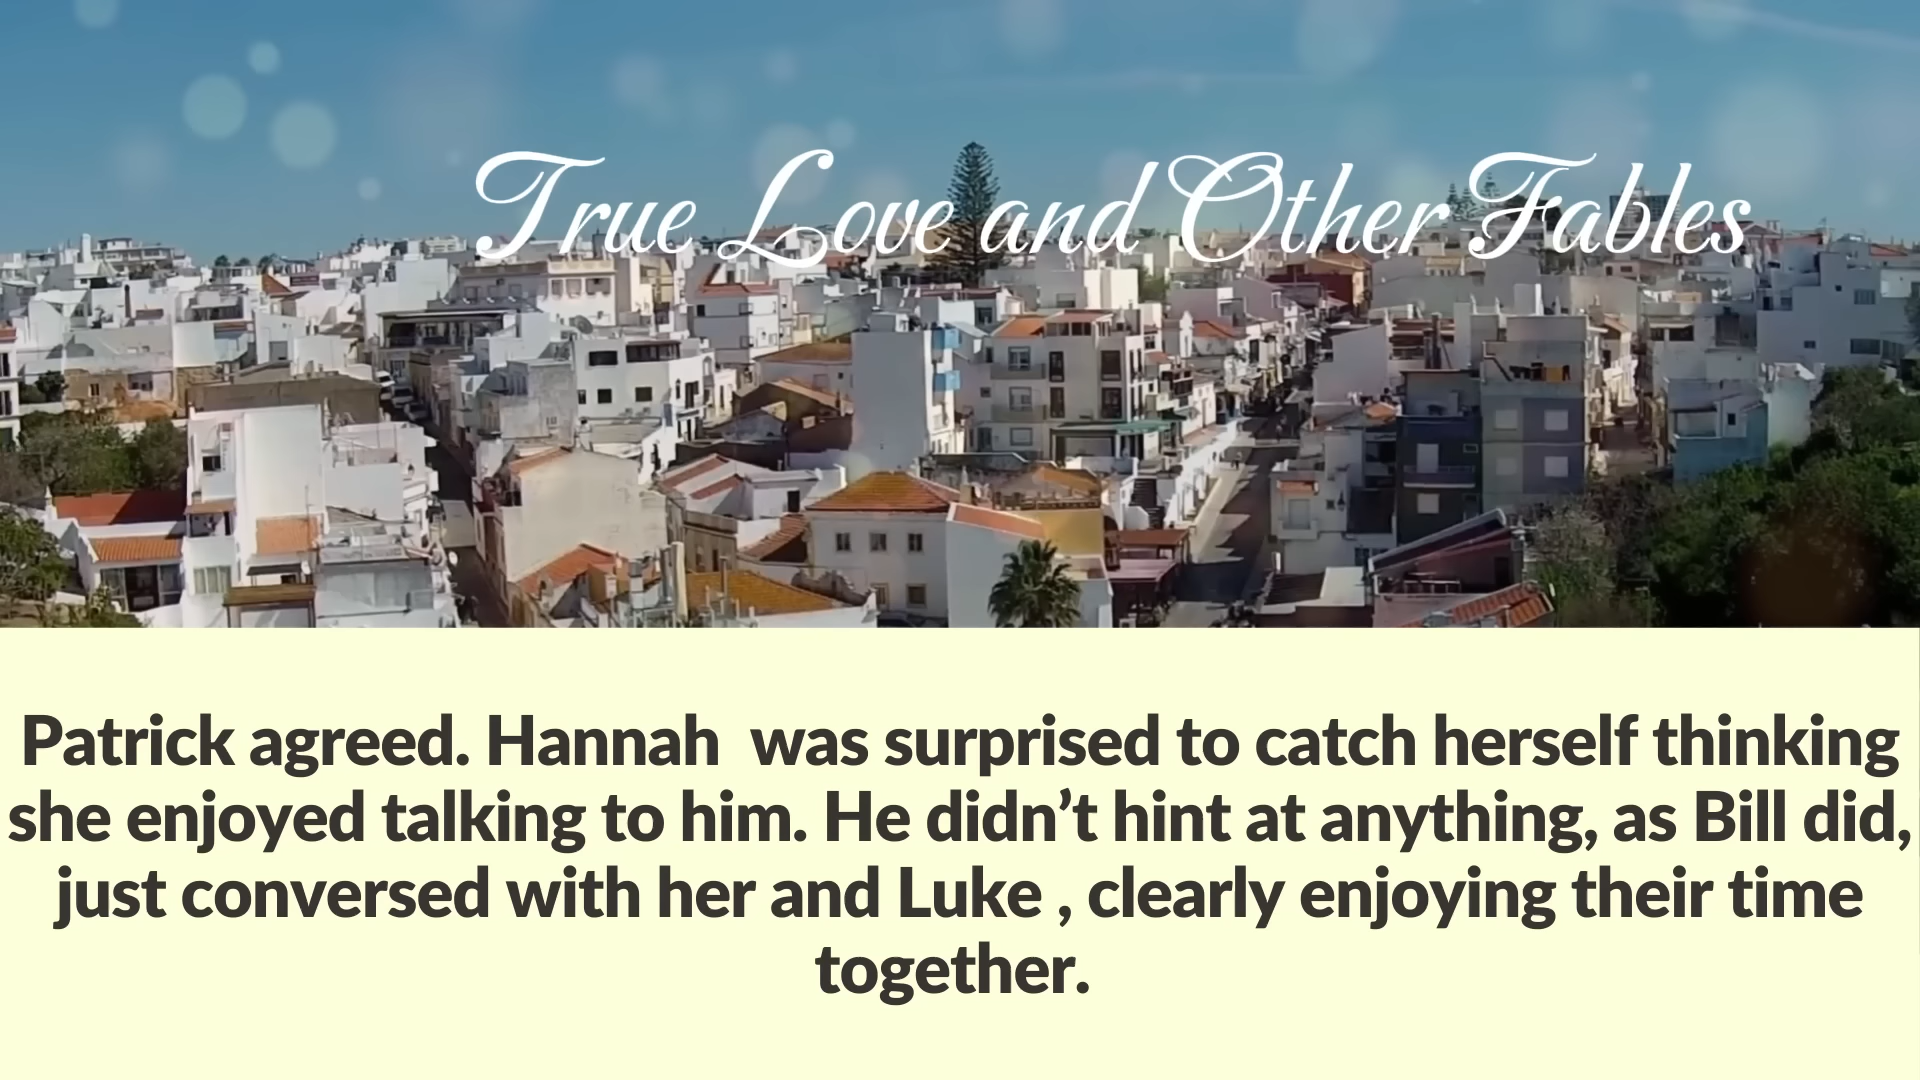 True Love and Other Fables
Patrick agreed. Hannah  was surprised to catch herself thinking
she enjoyed talking to him. He didn’t hint at anything, as Bill did,
just conversed with her and Luke , clearly enjoying their time
together.